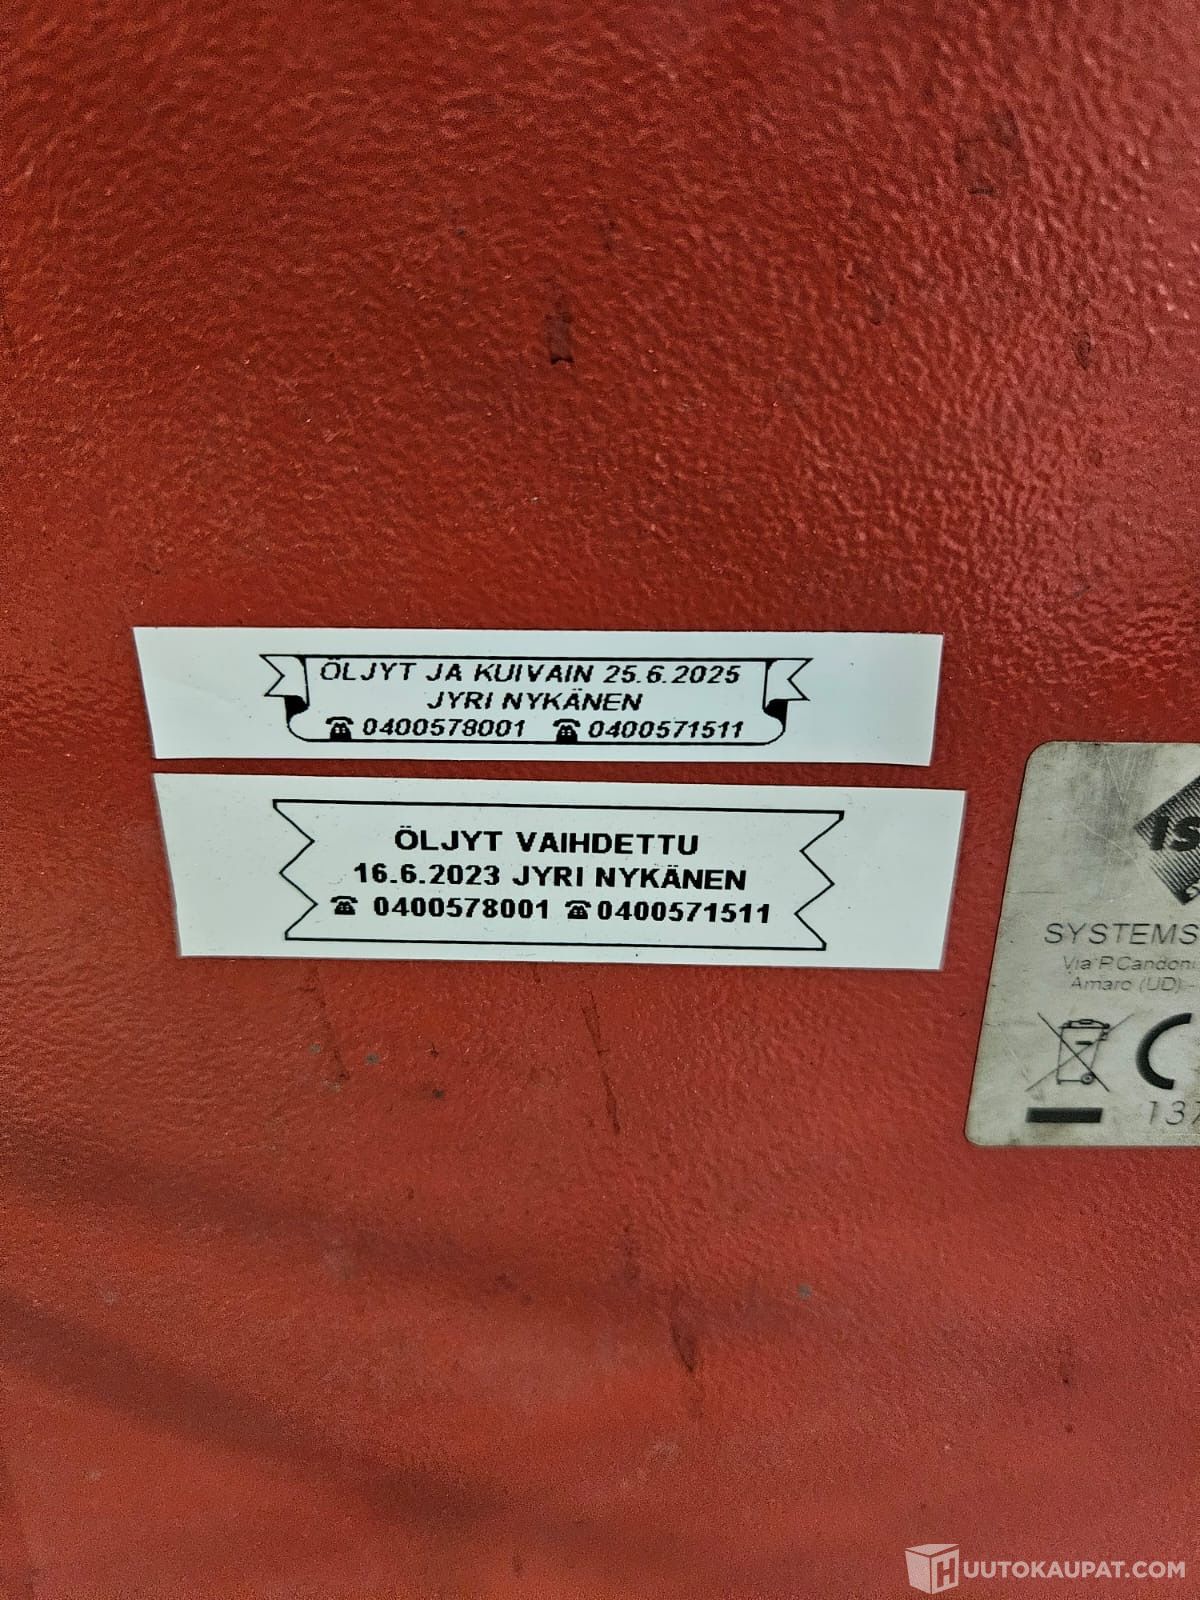 ÖLJYT JA KUIVAIN 25.6.2025
JYRI NYKÄNEN
☎0400578001 ☎0400571511
ÖLJYT VAIHDETTU
16.6.2023 JYRI NYKÄNEN
☎ 0400578001 ☎0400571511
SYSTEMS
Via P.Candoni
Amaro (UD) -
137
HUUTOKAUPAT.COM